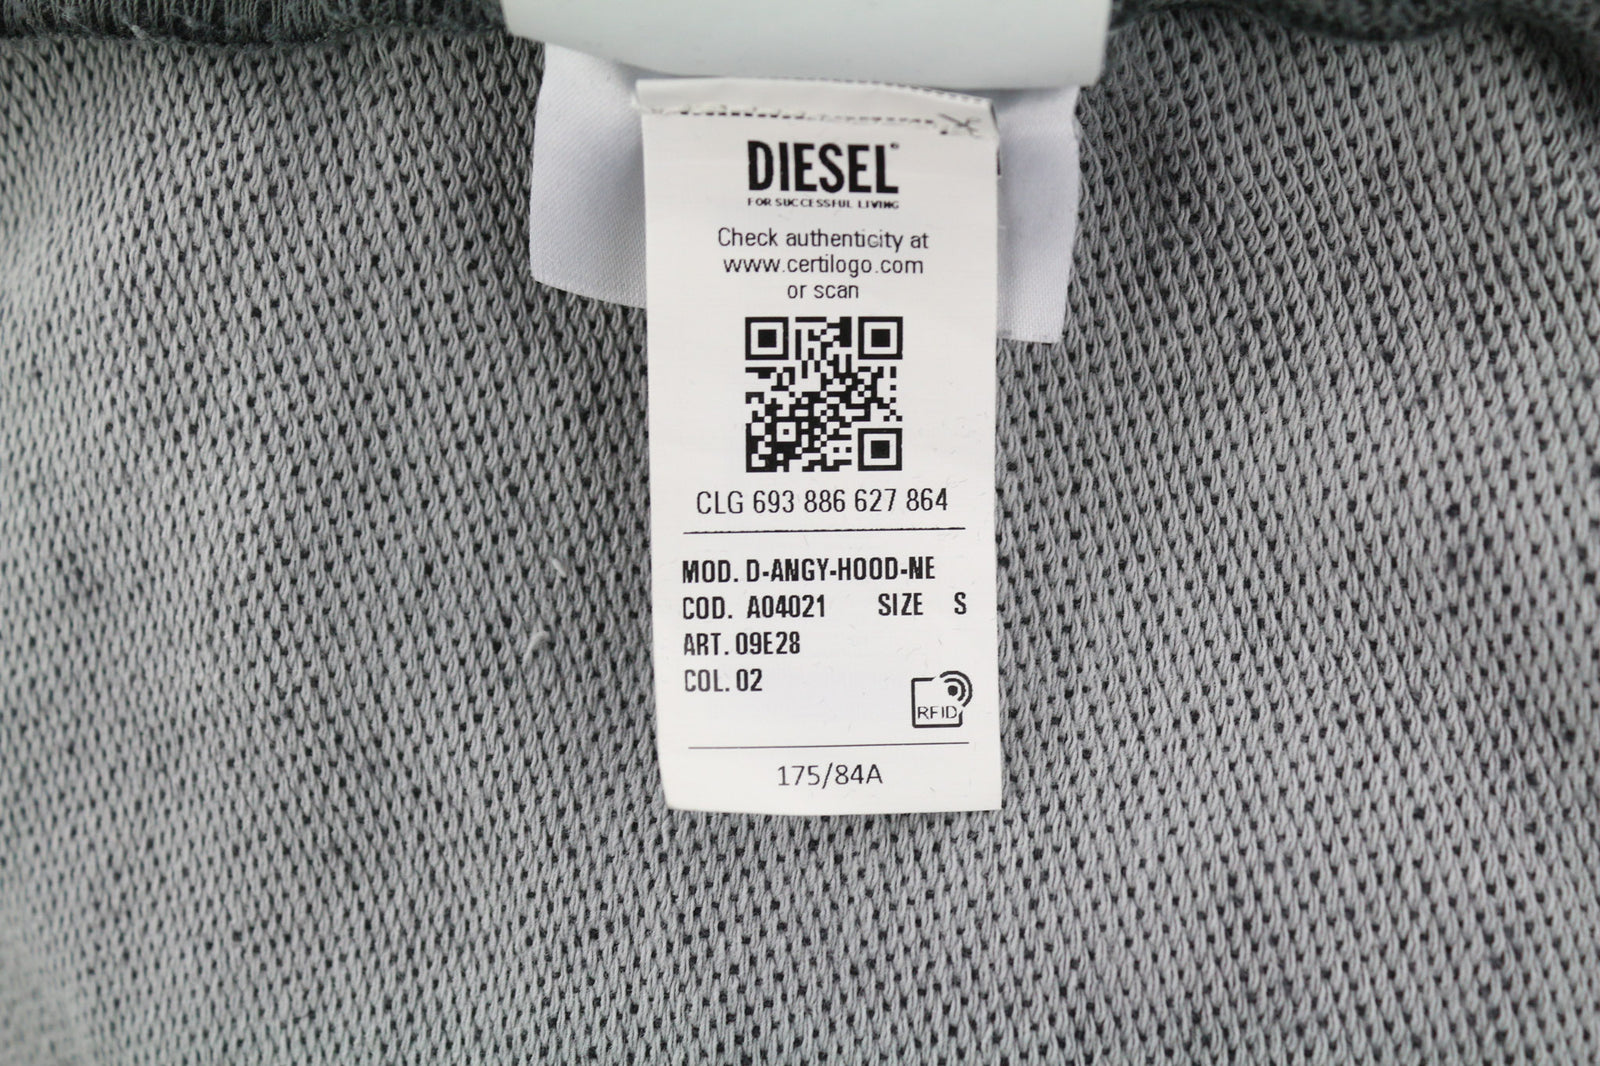 DIESEL
FOR SUCCESSFUL LIVING
Check authenticity at
www.certilogo.com
or scan
CLG 693 886 627 864
MOD. D-ANGY-HOOD-NE
COD. A04021 SIZE S
ART. 09E28
COL. 02
RFID
175/84A